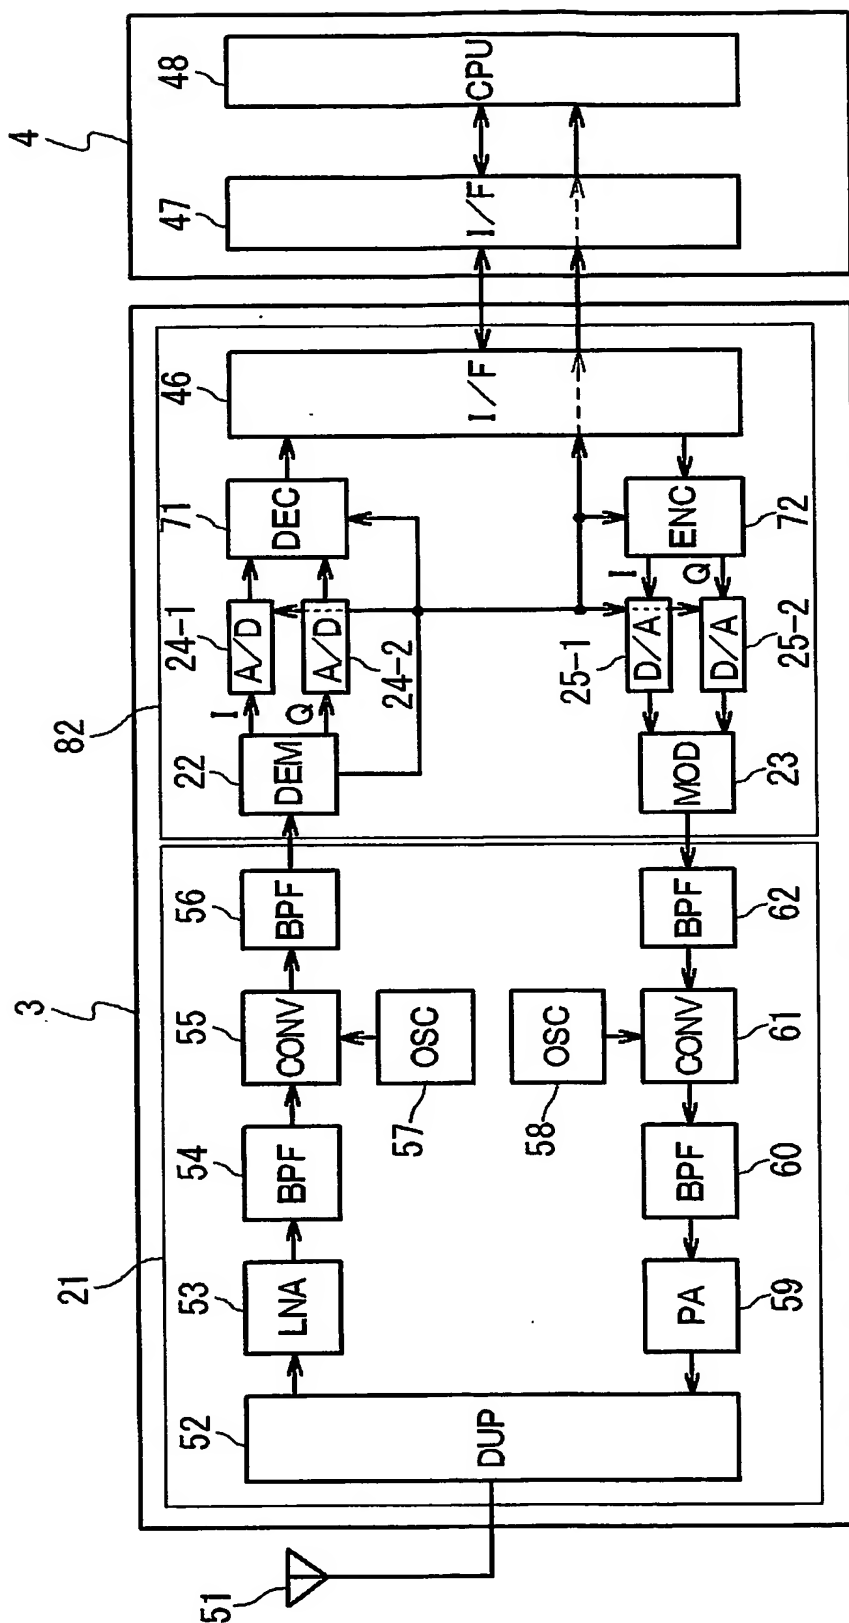 3
4
21
82
46
47
48
51
52
DUP
53
LNA
54
BPF
55
CONV
56
BPF
22
DEM
I
Q
24-1
A/D
A/D
24-2
71
DEC
I/F
I/F
CPU
OSC
57
OSC
58
PA
59
BPF
60
CONV
61
BPF
62
MOD
23
25-1
D/A
D/A
25-2
I
Q
ENC
72